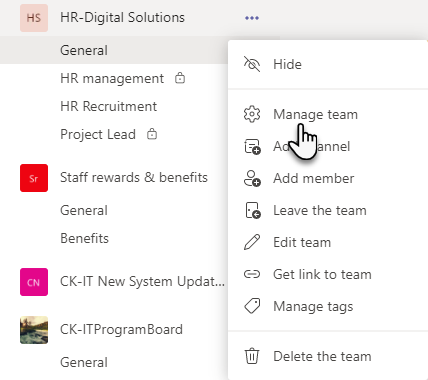 HS HR-Digital Solutions ...
General
HR management
HR Recruitment
Project Lead
Sr Staff rewards & benefits
General
Benefits
CN CK-IT New System Updat...
CK-ITProgramBoard
General
Hide
Manage team
Add channel
Add member
Leave the team
Edit team
Get link to team
Manage tags
Delete the team